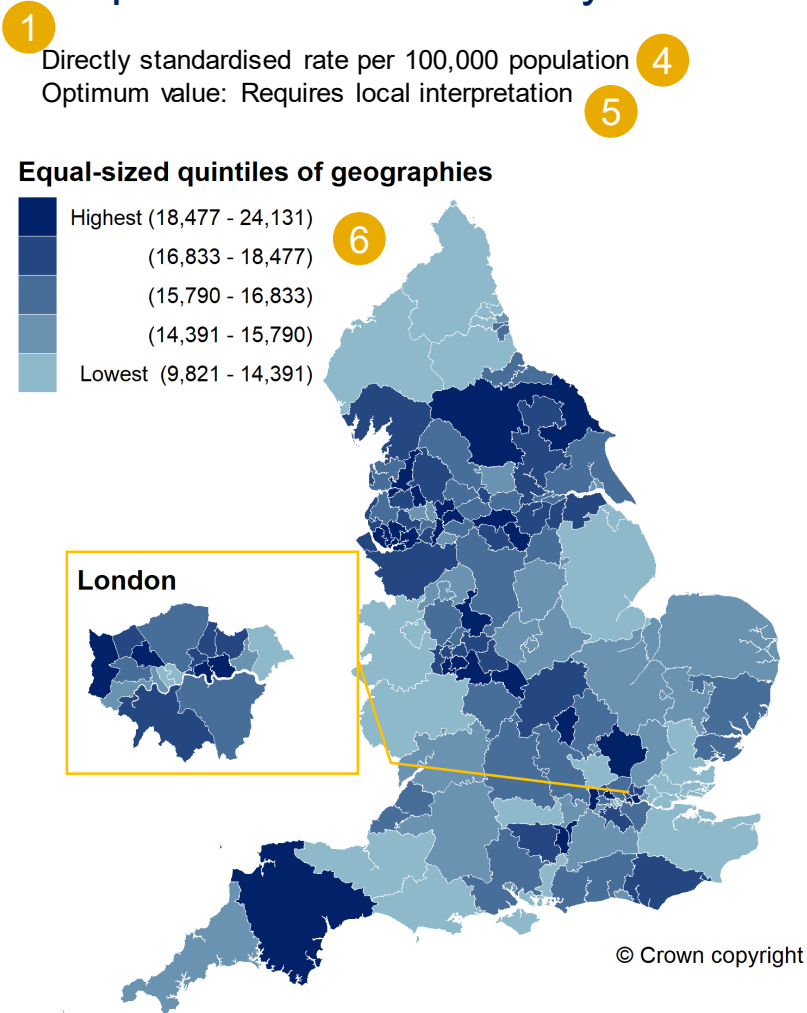 1
Directly standardised rate per 100,000 population 4
Optimum value: Requires local interpretation 5
Equal-sized quintiles of geographies
Highest (18,477 - 24,131)
6
(16,833 - 18,477)
(15,790 - 16,833)
(14,391 - 15,790)
Lowest (9,821 - 14,391)
London
© Crown copyright